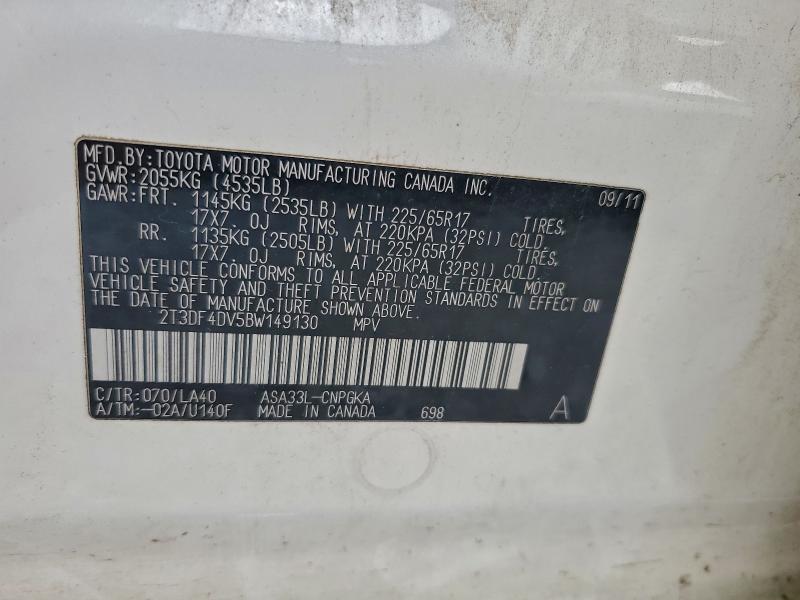 MFD.BY:TOYOTA MOTOR MANUFACTURING CANADA INC.
GVWR:2055KG (4535LB) 09/11
GAWR:FRT. 1145KG (2535LB) WITH 225/65R17 TIRES,
17X7.0J RIMS, AT 220KPA (32PSI) COLD.
RR. 1135KG (2505LB) WITH 225/65R17 TIRES,
17X7.0J RIMS, AT 220KPA (32PSI) COLD.
THIS VEHICLE CONFORMS TO ALL APPLICABLE FEDERAL MOTOR
VEHICLE SAFETY AND THEFT PREVENTION STANDARDS IN EFFECT ON
THE DATE OF MANUFACTURE SHOWN ABOVE.
2T3DF4DV5BW149130 MPV
C/TR:070/LA40 ASA33L-CNPGKA
A/TM:-02A/U140F MADE IN CANADA 698 A